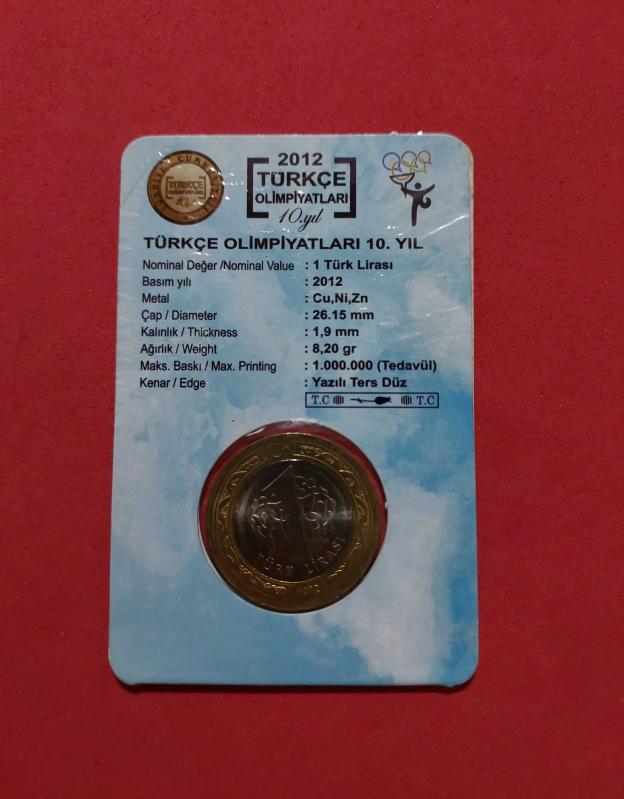 2012
TÜRKÇE
OLİMPİYATLARI
10.yıl
TÜRKÇE
TÜRKÇE OLİMPİYATLARI 10. YIL
Nominal Değer /Nominal Value : 1 Türk Lirası
Basım yılı : 2012
Metal : Cu,Ni,Zn
Çap / Diameter : 26.15 mm
Kalınlık / Thickness : 1,9 mm
Ağırlık / Weight : 8,20 gr
Maks. Baskı / Max. Printing : 1.000.000 (Tedavül)
Kenar / Edge : Yazılı Ters Düz
T.C T.C
1
TÜRK LİRASI